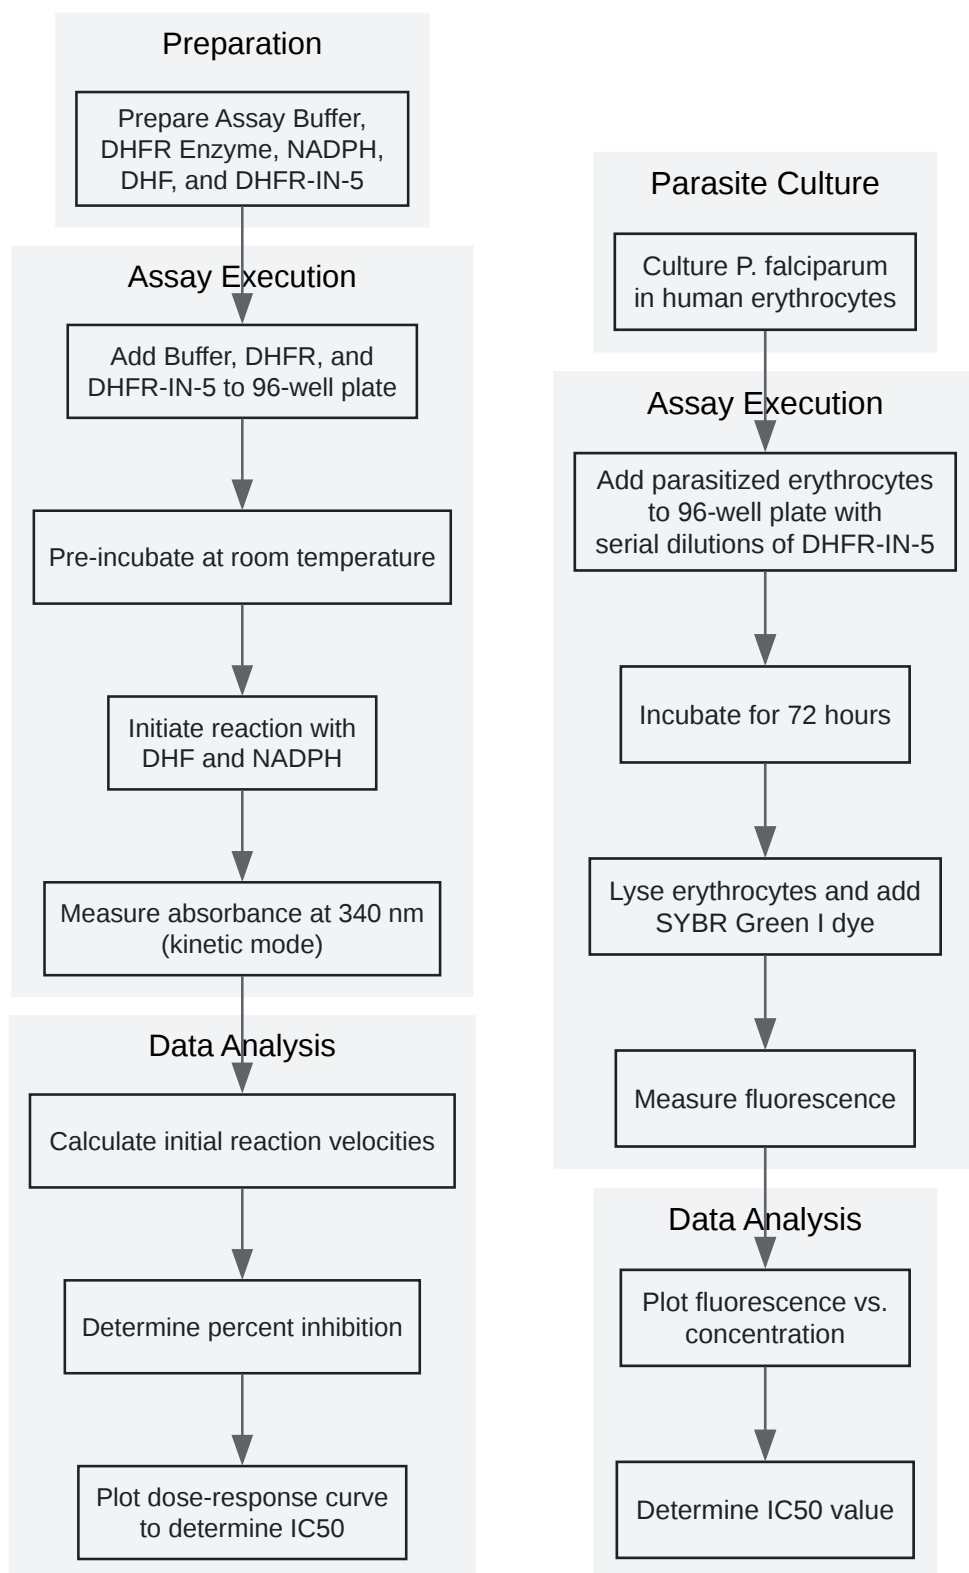 Preparation
Prepare Assay Buffer,
DHFR Enzyme, NADPH,
DHF, and DHFR-IN-5
Assay Execution
Add Buffer, DHFR, and
DHFR-IN-5 to 96-well plate
Pre-incubate at room temperature
Initiate reaction with
DHF and NADPH
Measure absorbance at 340 nm
(kinetic mode)
Data Analysis
Calculate initial reaction velocities
Determine percent inhibition
Plot dose-response curve
to determine IC50
Parasite Culture
Culture P. falciparum
in human erythrocytes
Assay Execution
Add parasitized erythrocytes
to 96-well plate with
serial dilutions of DHFR-IN-5
Incubate for 72 hours
Lyse erythrocytes and add
SYBR Green I dye
Measure fluorescence
Data Analysis
Plot fluorescence vs.
concentration
Determine IC50 value